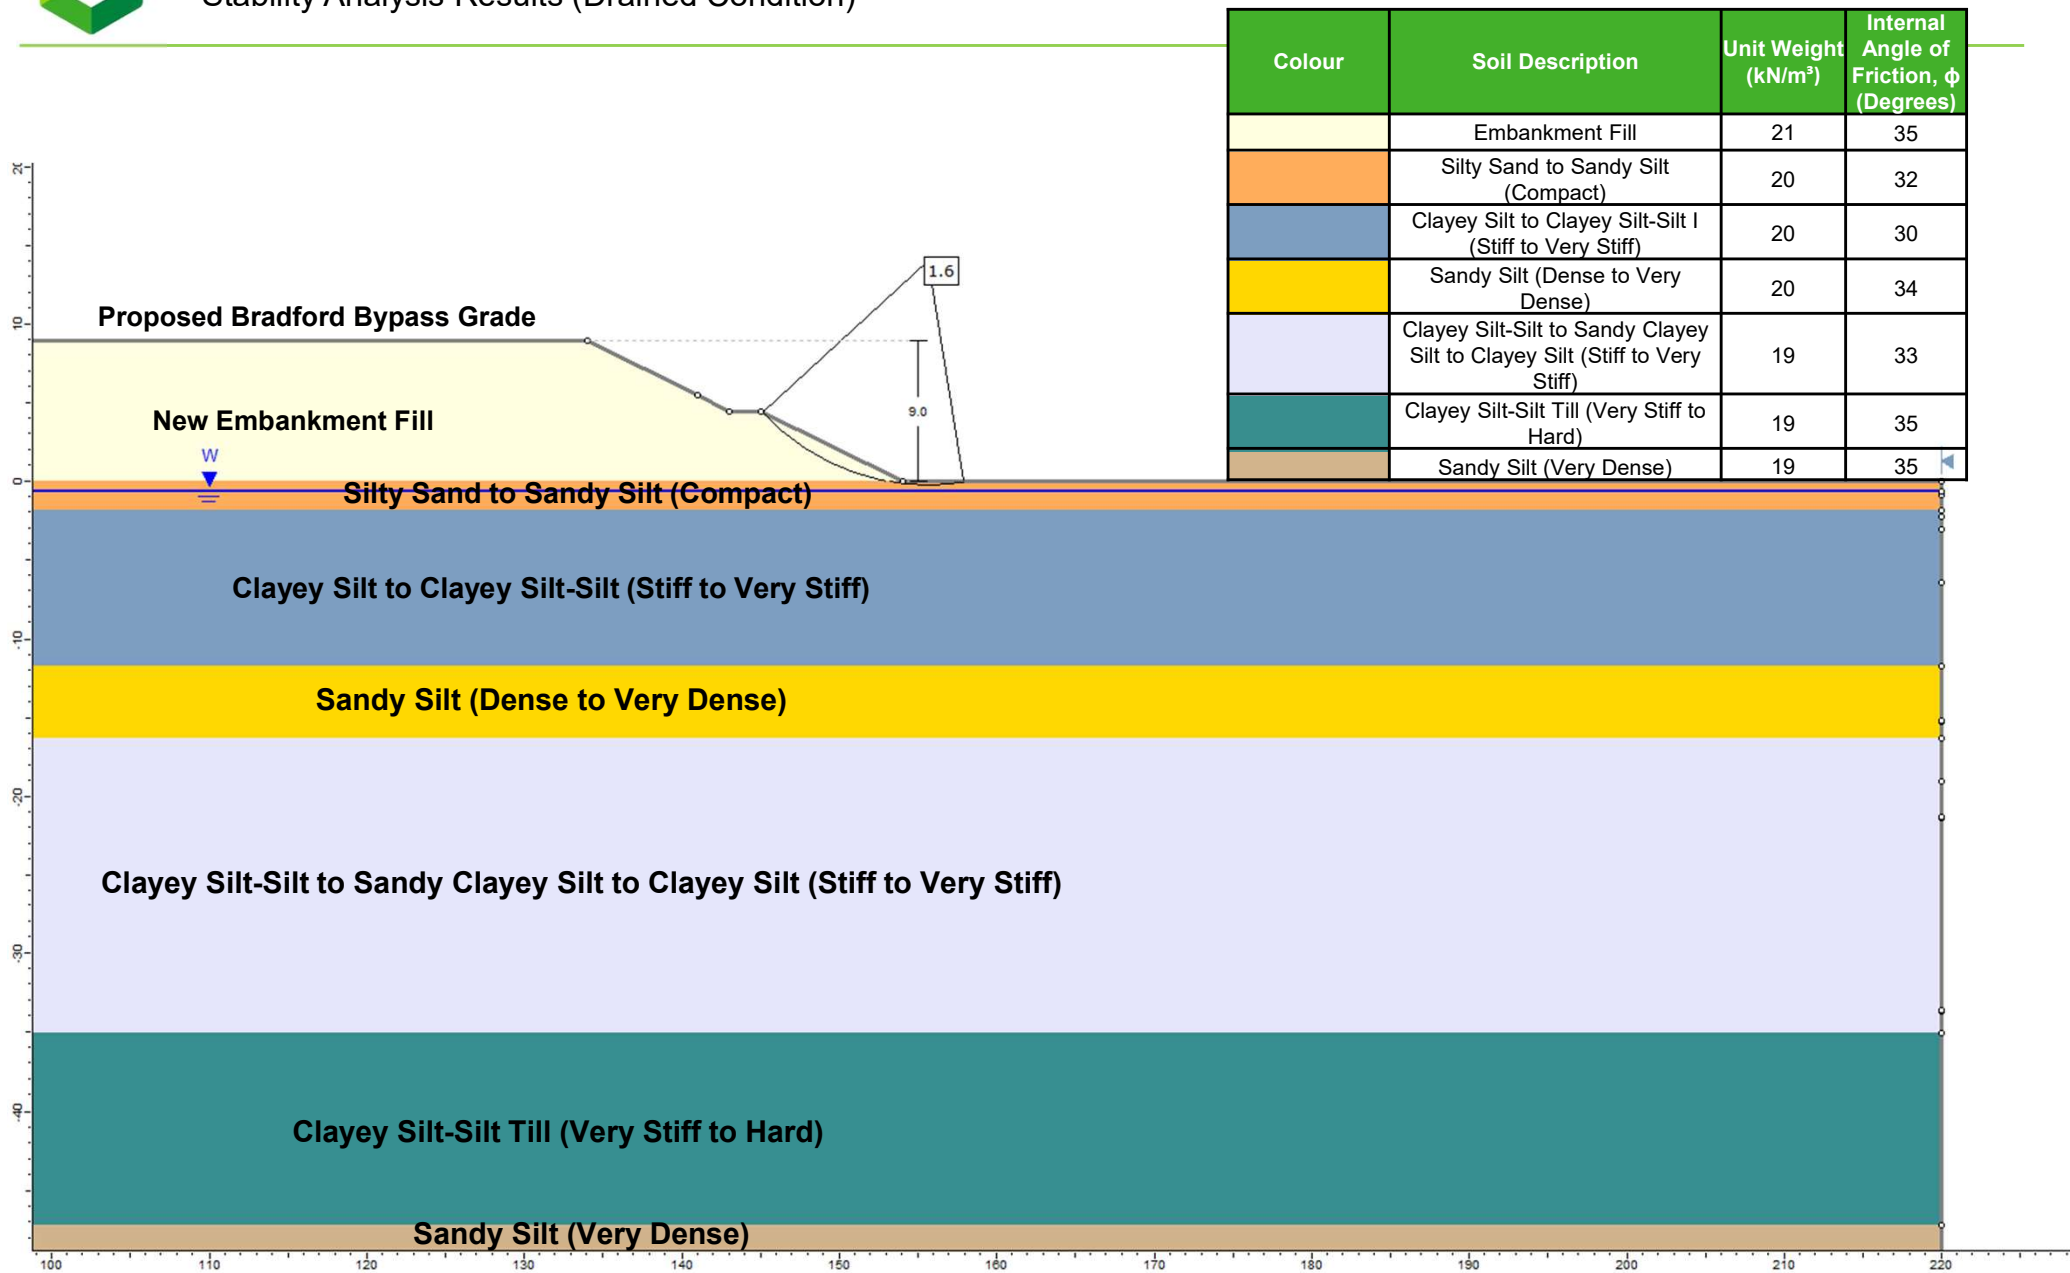 Stability Analysis Results (Drained Condition)
Colour Soil Description Unit Weight (kN/m³) Internal Angle of Friction, ϕ (Degrees)
Embankment Fill 21 35
Silty Sand to Sandy Silt (Compact) 20 32
Clayey Silt to Clayey Silt-Silt I (Stiff to Very Stiff) 20 30
Sandy Silt (Dense to Very Dense) 20 34
Clayey Silt-Silt to Sandy Clayey Silt to Clayey Silt (Stiff to Very Stiff) 19 33
Clayey Silt-Silt Till (Very Stiff to Hard) 19 35
Sandy Silt (Very Dense) 19 35
20
1.6
10
Proposed Bradford Bypass Grade
9.0
New Embankment Fill
W
0
Silty Sand to Sandy Silt (Compact)
Clayey Silt to Clayey Silt-Silt (Stiff to Very Stiff)
-10
Sandy Silt (Dense to Very Dense)
-20
Clayey Silt-Silt to Sandy Clayey Silt to Clayey Silt (Stiff to Very Stiff)
-30
-40
Clayey Silt-Silt Till (Very Stiff to Hard)
Sandy Silt (Very Dense)
100 110 120 130 140 150 160 170 180 190 200 210 220